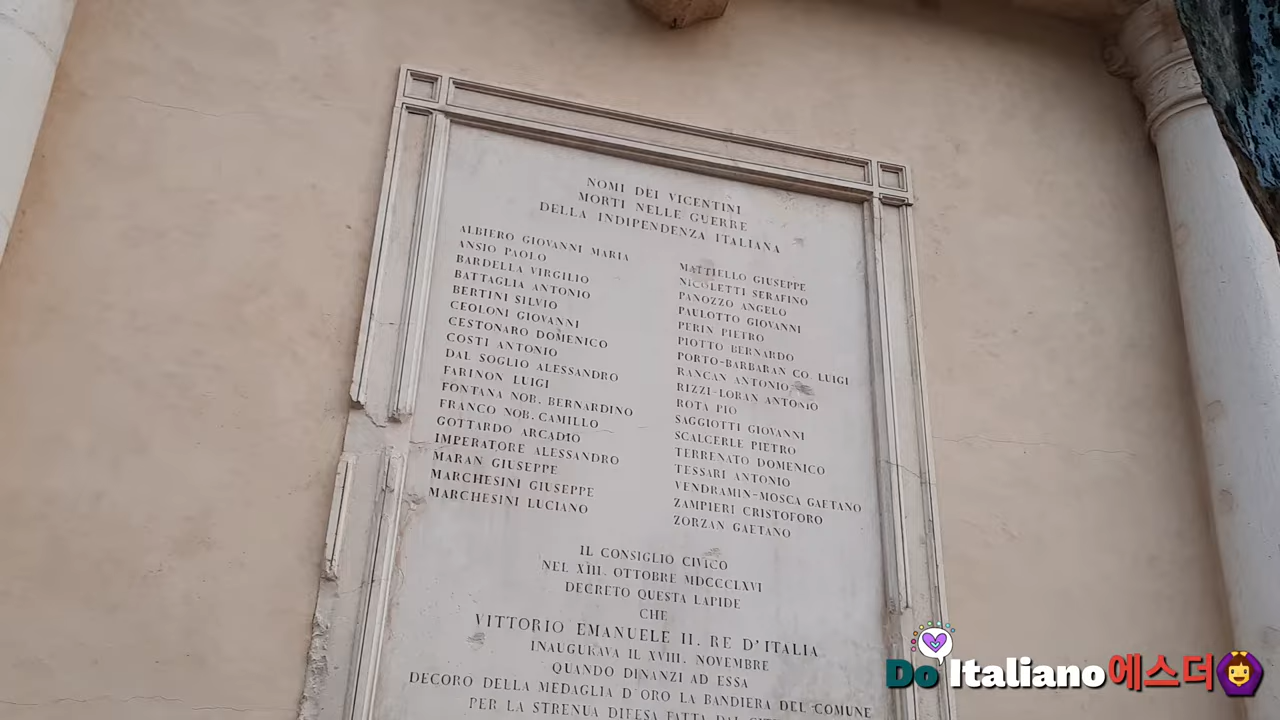 NOMI DEI VICENTINI
MORTI NELLE GUERRE
DELLA INDIPENDENZA ITALIANA
ALBIERO GIOVANNI MARIA
ANSIO PAOLO
BARDELLA VIRGILIO
BATTAGLIA ANTONIO
BERTINI SILVIO
CEOLONI GIOVANNI
CESTONARO DOMENICO
COSTI ANTONIO
DAL SOGLIO ALESSANDRO
FARINON LUIGI
FONTANA NOB. BERNARDINO
FRANCO NOB. CAMILLO
GOTTARDO ARCADIO
IMPERATORE ALESSANDRO
MARAN GIUSEPPE
MARCHESINI GIUSEPPE
MARCHESINI LUCIANO
MATTIELLO GIUSEPPE
NICOLETTI SERAFINO
PANOZZO ANGELO
PAULOTTO GIOVANNI
PERIN PIETRO
PIOTTO BERNARDO
PORTO-BARBARAN CO. LUIGI
RANCAN ANTONIO
RIZZI-LORAN ANTONIO
ROTA PIO
SAGGIOTTI GIOVANNI
SCALCERLE PIETRO
TERRENATO DOMENICO
TESSARI ANTONIO
VENDRAMIN-MOSCA GAETANO
ZAMPIERI CRISTOFORO
ZORZAN GAETANO
IL CONSIGLIO CIVICO
NEL XIII. OTTOBRE MDCCCLXVI
DECRETO QUESTA LAPIDE
CHE
VITTORIO EMANUELE II. RE D'ITALIA
INAUGURAVA IL XVIII. NOVEMBRE
QUANDO DINANZI AD ESSA
DECORO DELLA MEDAGLIA D'ORO LA BANDIERA DEL COMUNE
PER LA STRENUA DIFESA FATTA
Do Italiano에스더